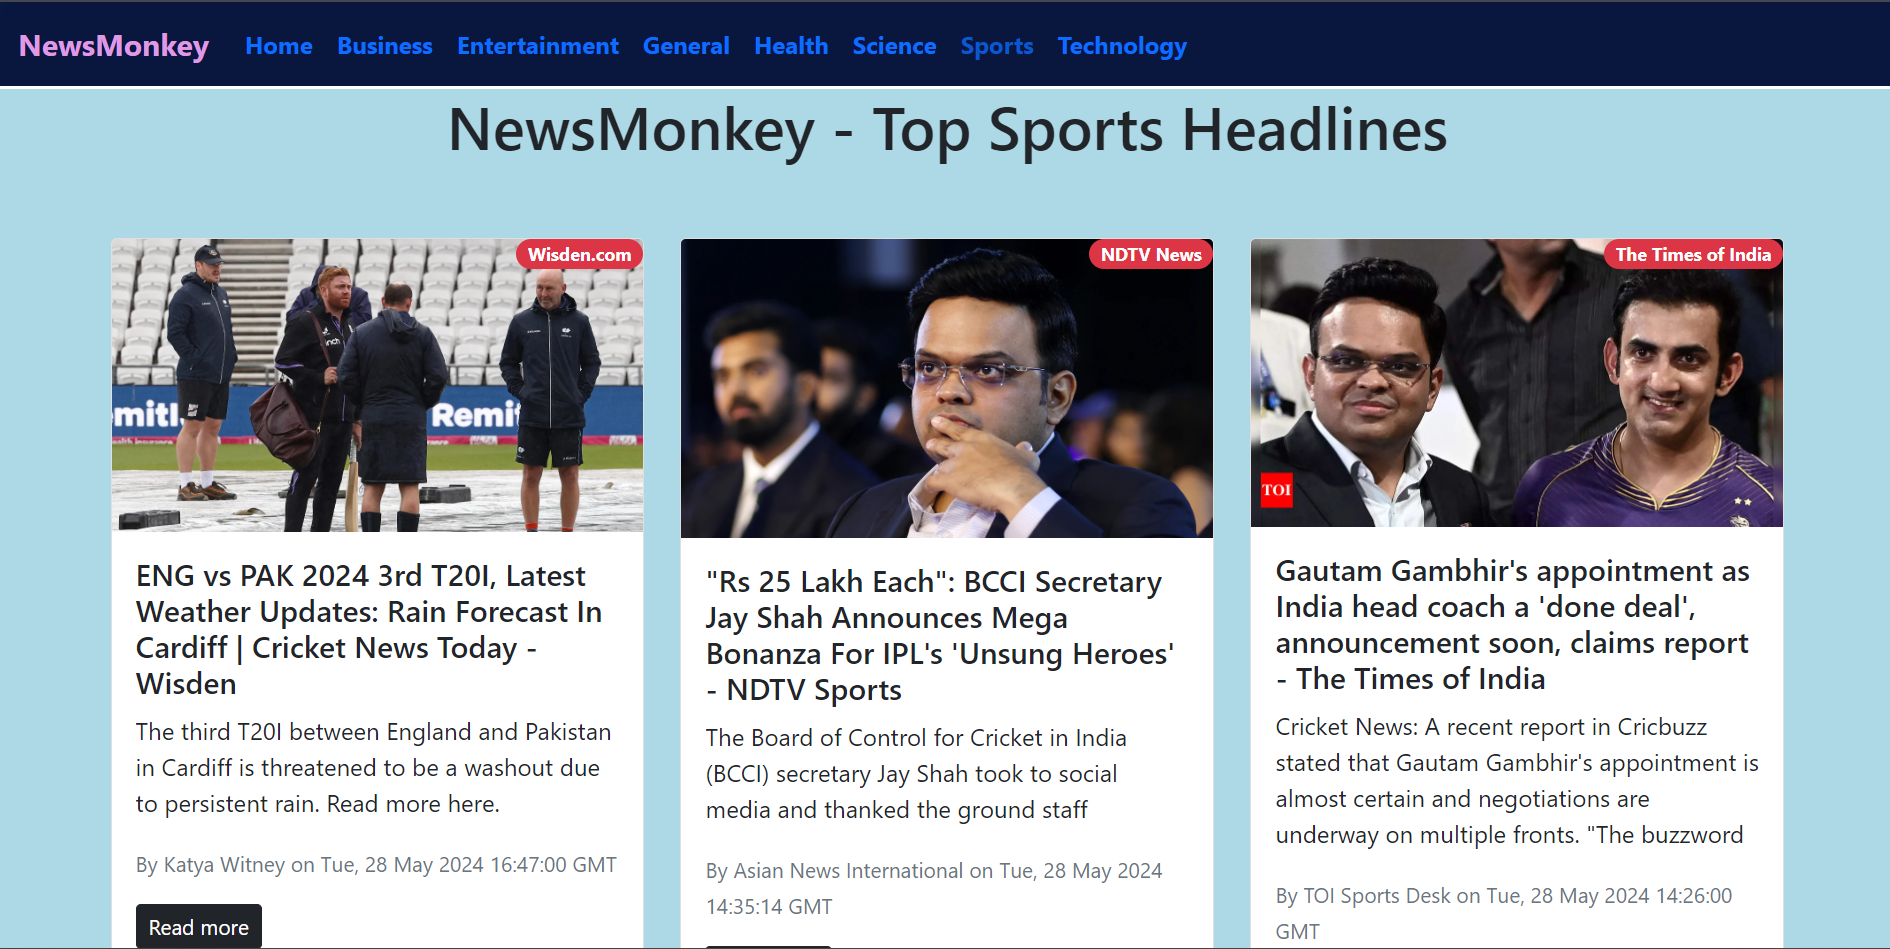 NewsMonkey Home Business Entertainment General Health Science Sports Technology
NewsMonkey - Top Sports Headlines
Wisden.com
inch
Remit
ENG vs PAK 2024 3rd T20I, Latest
Weather Updates: Rain Forecast In
Cardiff | Cricket News Today -
Wisden
The third T20I between England and Pakistan
in Cardiff is threatened to be a washout due
to persistent rain. Read more here.
By Katya Witney on Tue, 28 May 2024 16:47:00 GMT
Read more
NDTV News
"Rs 25 Lakh Each": BCCI Secretary
Jay Shah Announces Mega
Bonanza For IPL's 'Unsung Heroes'
- NDTV Sports
The Board of Control for Cricket in India
(BCCI) secretary Jay Shah took to social
media and thanked the ground staff
By Asian News International on Tue, 28 May 2024
14:35:14 GMT
The Times of India
TOI
Gautam Gambhir's appointment as
India head coach a 'done deal',
announcement soon, claims report
- The Times of India
Cricket News: A recent report in Cricbuzz
stated that Gautam Gambhir's appointment is
almost certain and negotiations are
underway on multiple fronts. "The buzzword
By TOI Sports Desk on Tue, 28 May 2024 14:26:00
GMT